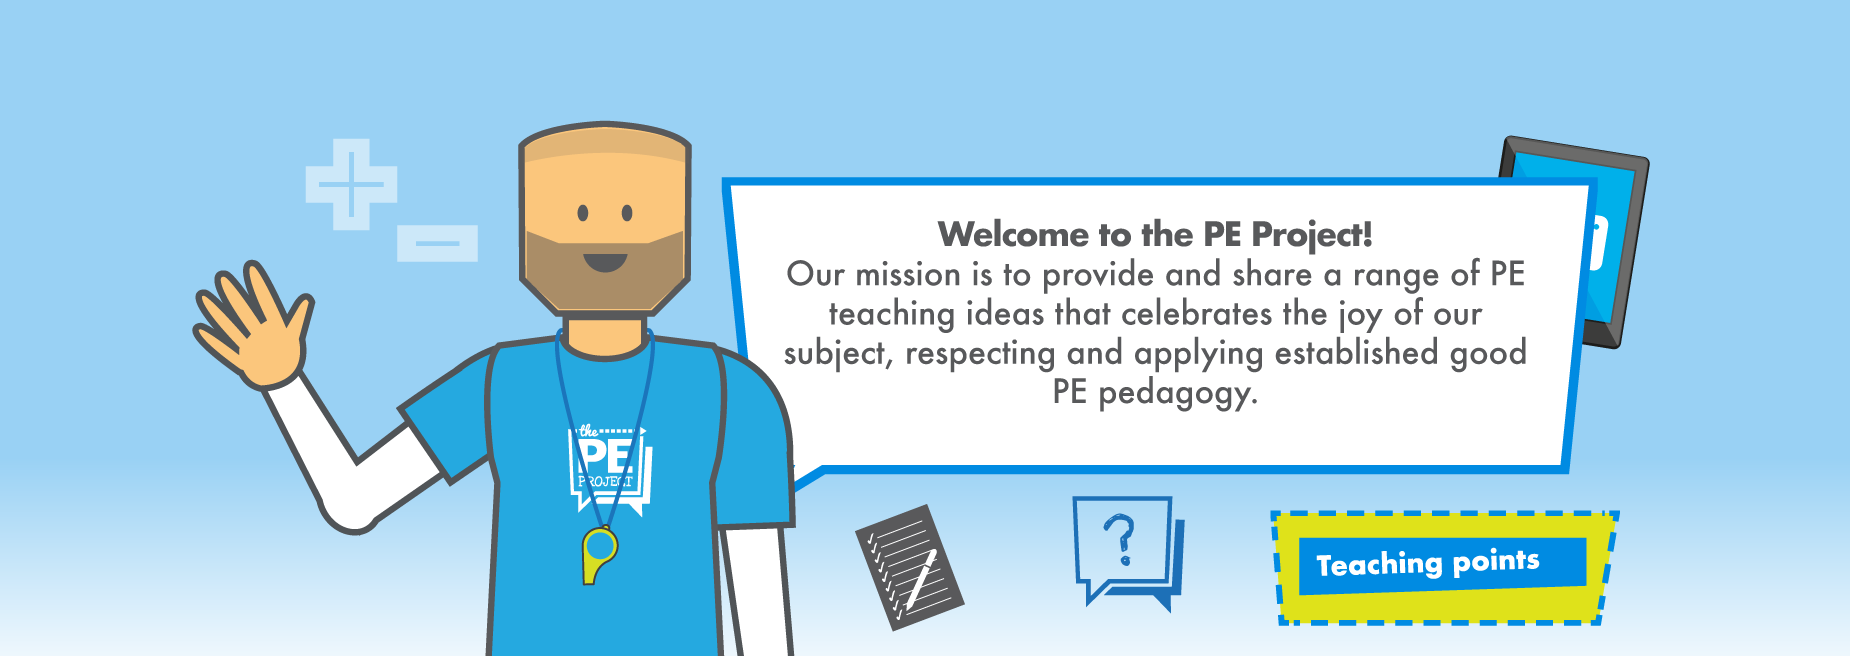 Welcome to the PE Project!
Our mission is to provide and share a range of PE
teaching ideas that celebrates the joy of our
subject, respecting and applying established good
PE pedagogy.
the
PE
PROJECT
?
Teaching points